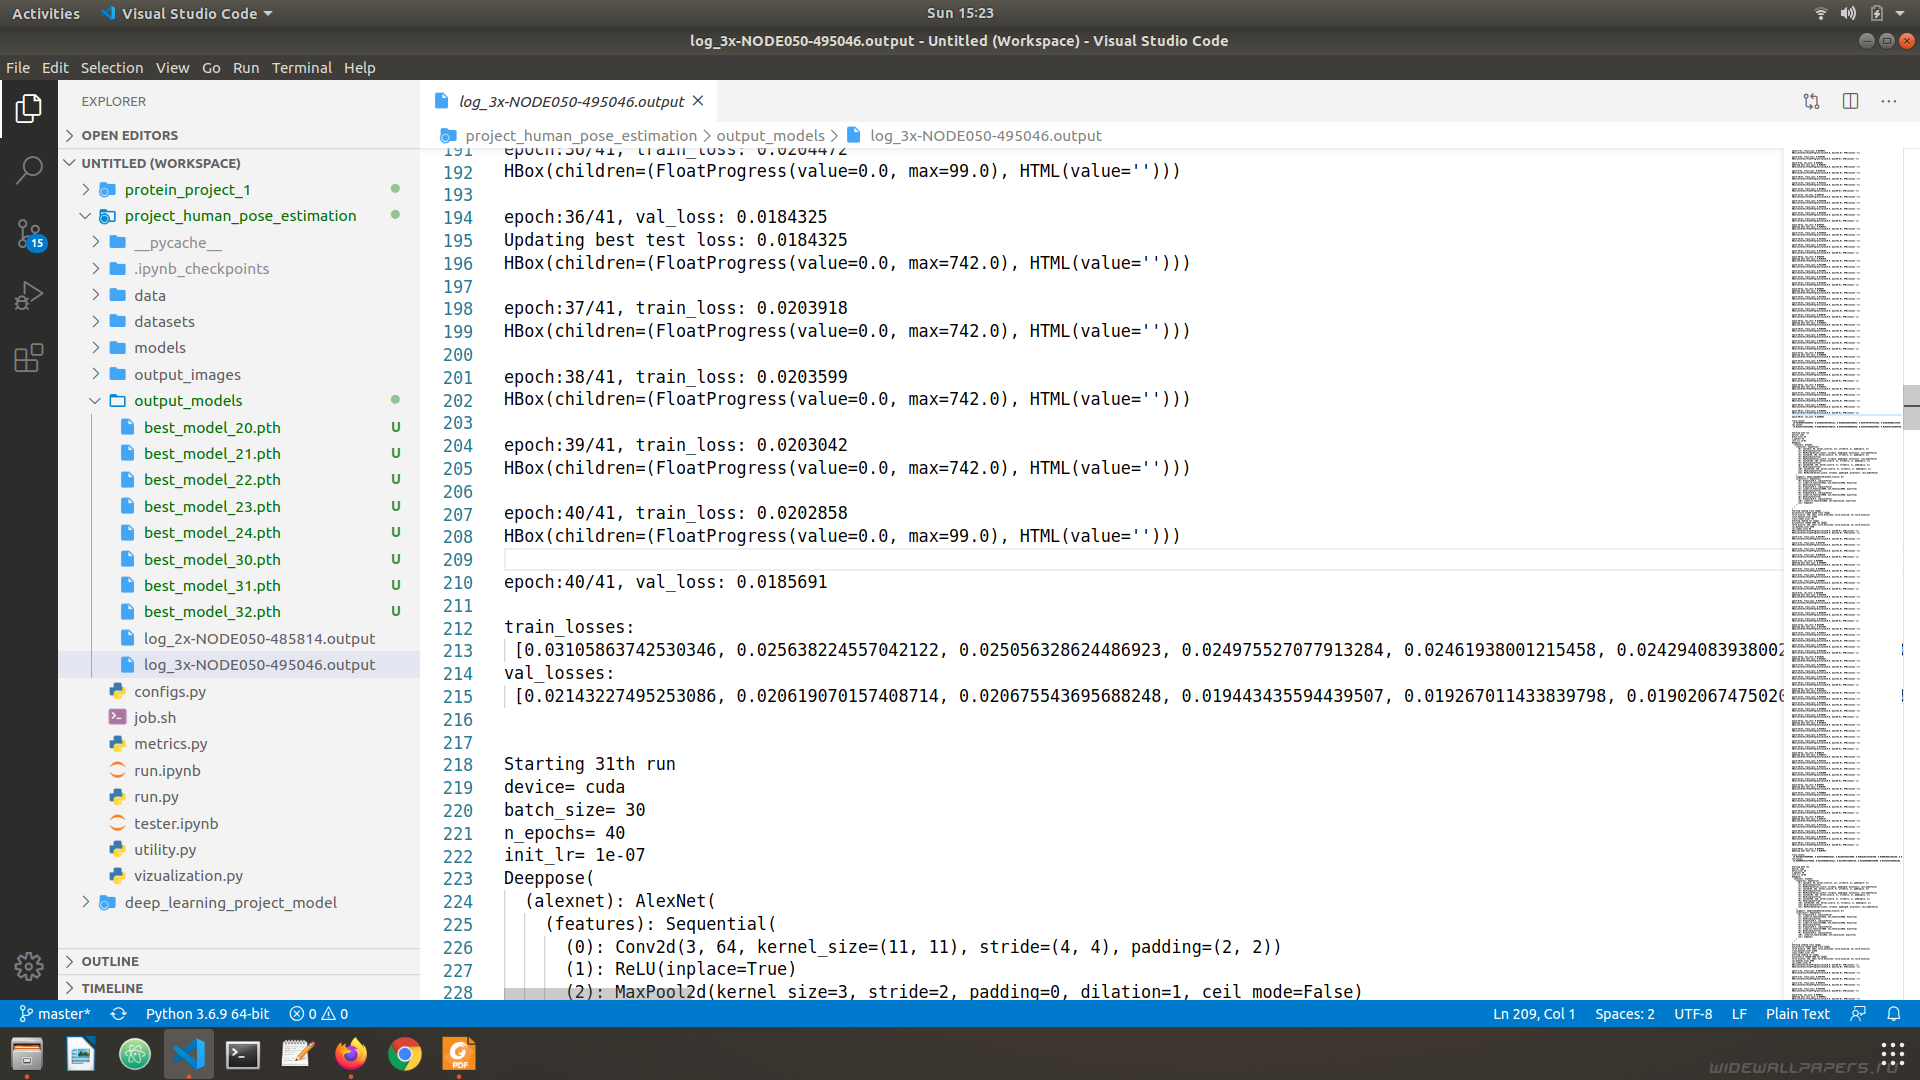 Activities
Visual Studio Code
Sun 15:23
log_3x-NODE050-495046.output - Untitled (Workspace) - Visual Studio Code
File Edit Selection View Go Run Terminal Help
EXPLORER
OPEN EDITORS
UNTITLED (WORKSPACE)
protein_project_1
project_human_pose_estimation
__pycache__
.ipynb_checkpoints
data
datasets
models
output_images
output_models
best_model_20.pth U
best_model_21.pth U
best_model_22.pth U
best_model_23.pth U
best_model_24.pth U
best_model_30.pth U
best_model_31.pth U
best_model_32.pth U
log_2x-NODE050-485814.output
log_3x-NODE050-495046.output
configs.py
job.sh
metrics.py
run.ipynb
run.py
tester.ipynb
utility.py
vizualization.py
deep_learning_project_model
OUTLINE
TIMELINE
15
log_3x-NODE050-495046.output
project_human_pose_estimation > output_models > log_3x-NODE050-495046.output
191 epoch:36/41, train_loss: 0.0204472
192 HBox(children=(FloatProgress(value=0.0, max=99.0), HTML(value='')))
193
194 epoch:36/41, val_loss: 0.0184325
195 Updating best test loss: 0.0184325
196 HBox(children=(FloatProgress(value=0.0, max=742.0), HTML(value='')))
197
198 epoch:37/41, train_loss: 0.0203918
199 HBox(children=(FloatProgress(value=0.0, max=742.0), HTML(value='')))
200
201 epoch:38/41, train_loss: 0.0203599
202 HBox(children=(FloatProgress(value=0.0, max=742.0), HTML(value='')))
203
204 epoch:39/41, train_loss: 0.0203042
205 HBox(children=(FloatProgress(value=0.0, max=742.0), HTML(value='')))
206
207 epoch:40/41, train_loss: 0.0202858
208 HBox(children=(FloatProgress(value=0.0, max=99.0), HTML(value='')))
209
210 epoch:40/41, val_loss: 0.0185691
211
212 train_losses:
213 [0.03105863742530346, 0.025638224557042122, 0.025056328624486923, 0.024975527077913284, 0.02461938001215458, 0.024294083938002
214 val_losses:
215 [0.02143227495253086, 0.020619070157408714, 0.020675543695688248, 0.019443435594439507, 0.019267011433839798, 0.01902067475020
216
217
218 Starting 31th run
219 device= cuda
220 batch_size= 30
221 n_epochs= 40
222 init_lr= 1e-07
223 Deeppose(
224 (alexnet): AlexNet(
225 (features): Sequential(
226 (0): Conv2d(3, 64, kernel_size=(11, 11), stride=(4, 4), padding=(2, 2))
227 (1): ReLU(inplace=True)
228 (2): MaxPool2d(kernel_size=3, stride=2, padding=0, dilation=1, ceil_mode=False)
master*
Python 3.6.9 64-bit
0 0
Ln 209, Col 1
Spaces: 2
UTF-8
LF
Plain Text
PDF
WIDEWALLPAPERS.RU